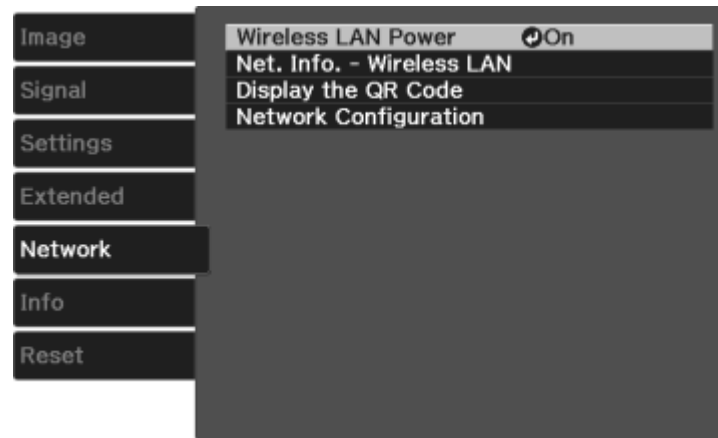 Image
Signal
Settings
Extended
Network
Info
Reset
Wireless LAN Power On
Net. Info. - Wireless LAN
Display the QR Code
Network Configuration